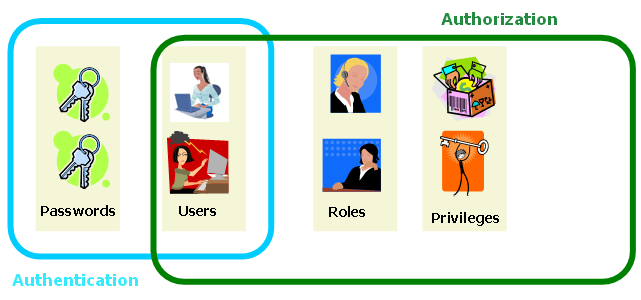 Authorization
Passwords
Users
Roles
Privileges
Authentication